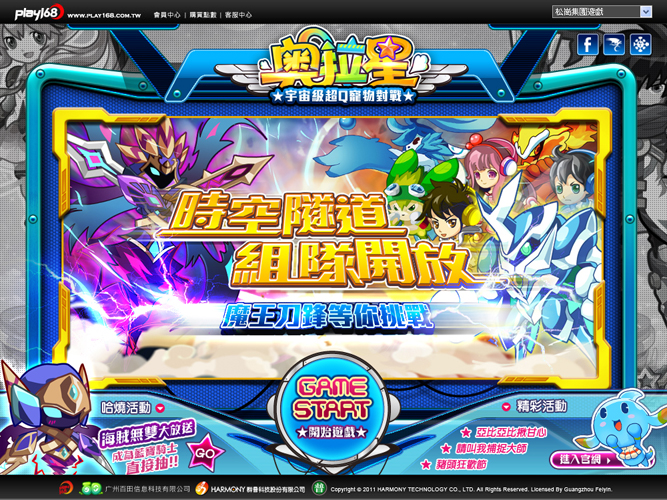 play168 WWW.PLAY168.COM.TW 會員中心 | 購買點數 | 客服中心 松崗集團遊戲
奧拉星
★宇宙級超Q寵物對戰★
時空隧道
組隊開放
魔王刀鋒等你挑戰
GAME
START
★開始遊戲★
哈燒活動
海賊無雙大放送
成為藍寶騎士
直接抽!!
GO
精彩活動
★ 亞比亞比揪甘心
★ 請叫我捕捉大師
★ 豬頭狂歡節
進入官網
广州百田信息科技有限公司 HARMONY 酷聲科技股份有限公司 普 Copyright © 2011 HARMONY TECHNOLOGY CO., LTD. All Rights Reserved. Licensed By Guangzhou Feiyin.